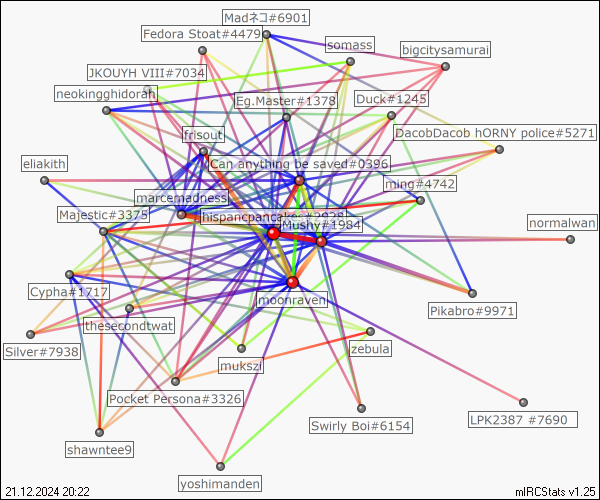 Madネコ#6901
Fedora Stoat#4479
somass
bigcitysamurai
JKOUYH VIII#7034
neokingghidorah
Eg.Master#1378
Duck#1245
frisout
DacobDacob hORNY police#5271
Can anything be saved#0396
eliakith
ming#4742
marcemadness
Majestic#3375
Mushy#1984
normalwan
Cypha#1717
moonraven
Pikabro#9971
thesecondtwat
Silver#7938
zebula
mukszi
Pocket Persona#3326
Swirly Boi#6154
LPK2387 #7690
shawntee9
yoshimanden
21.12.2024 20:22
mIRCStats v1.25